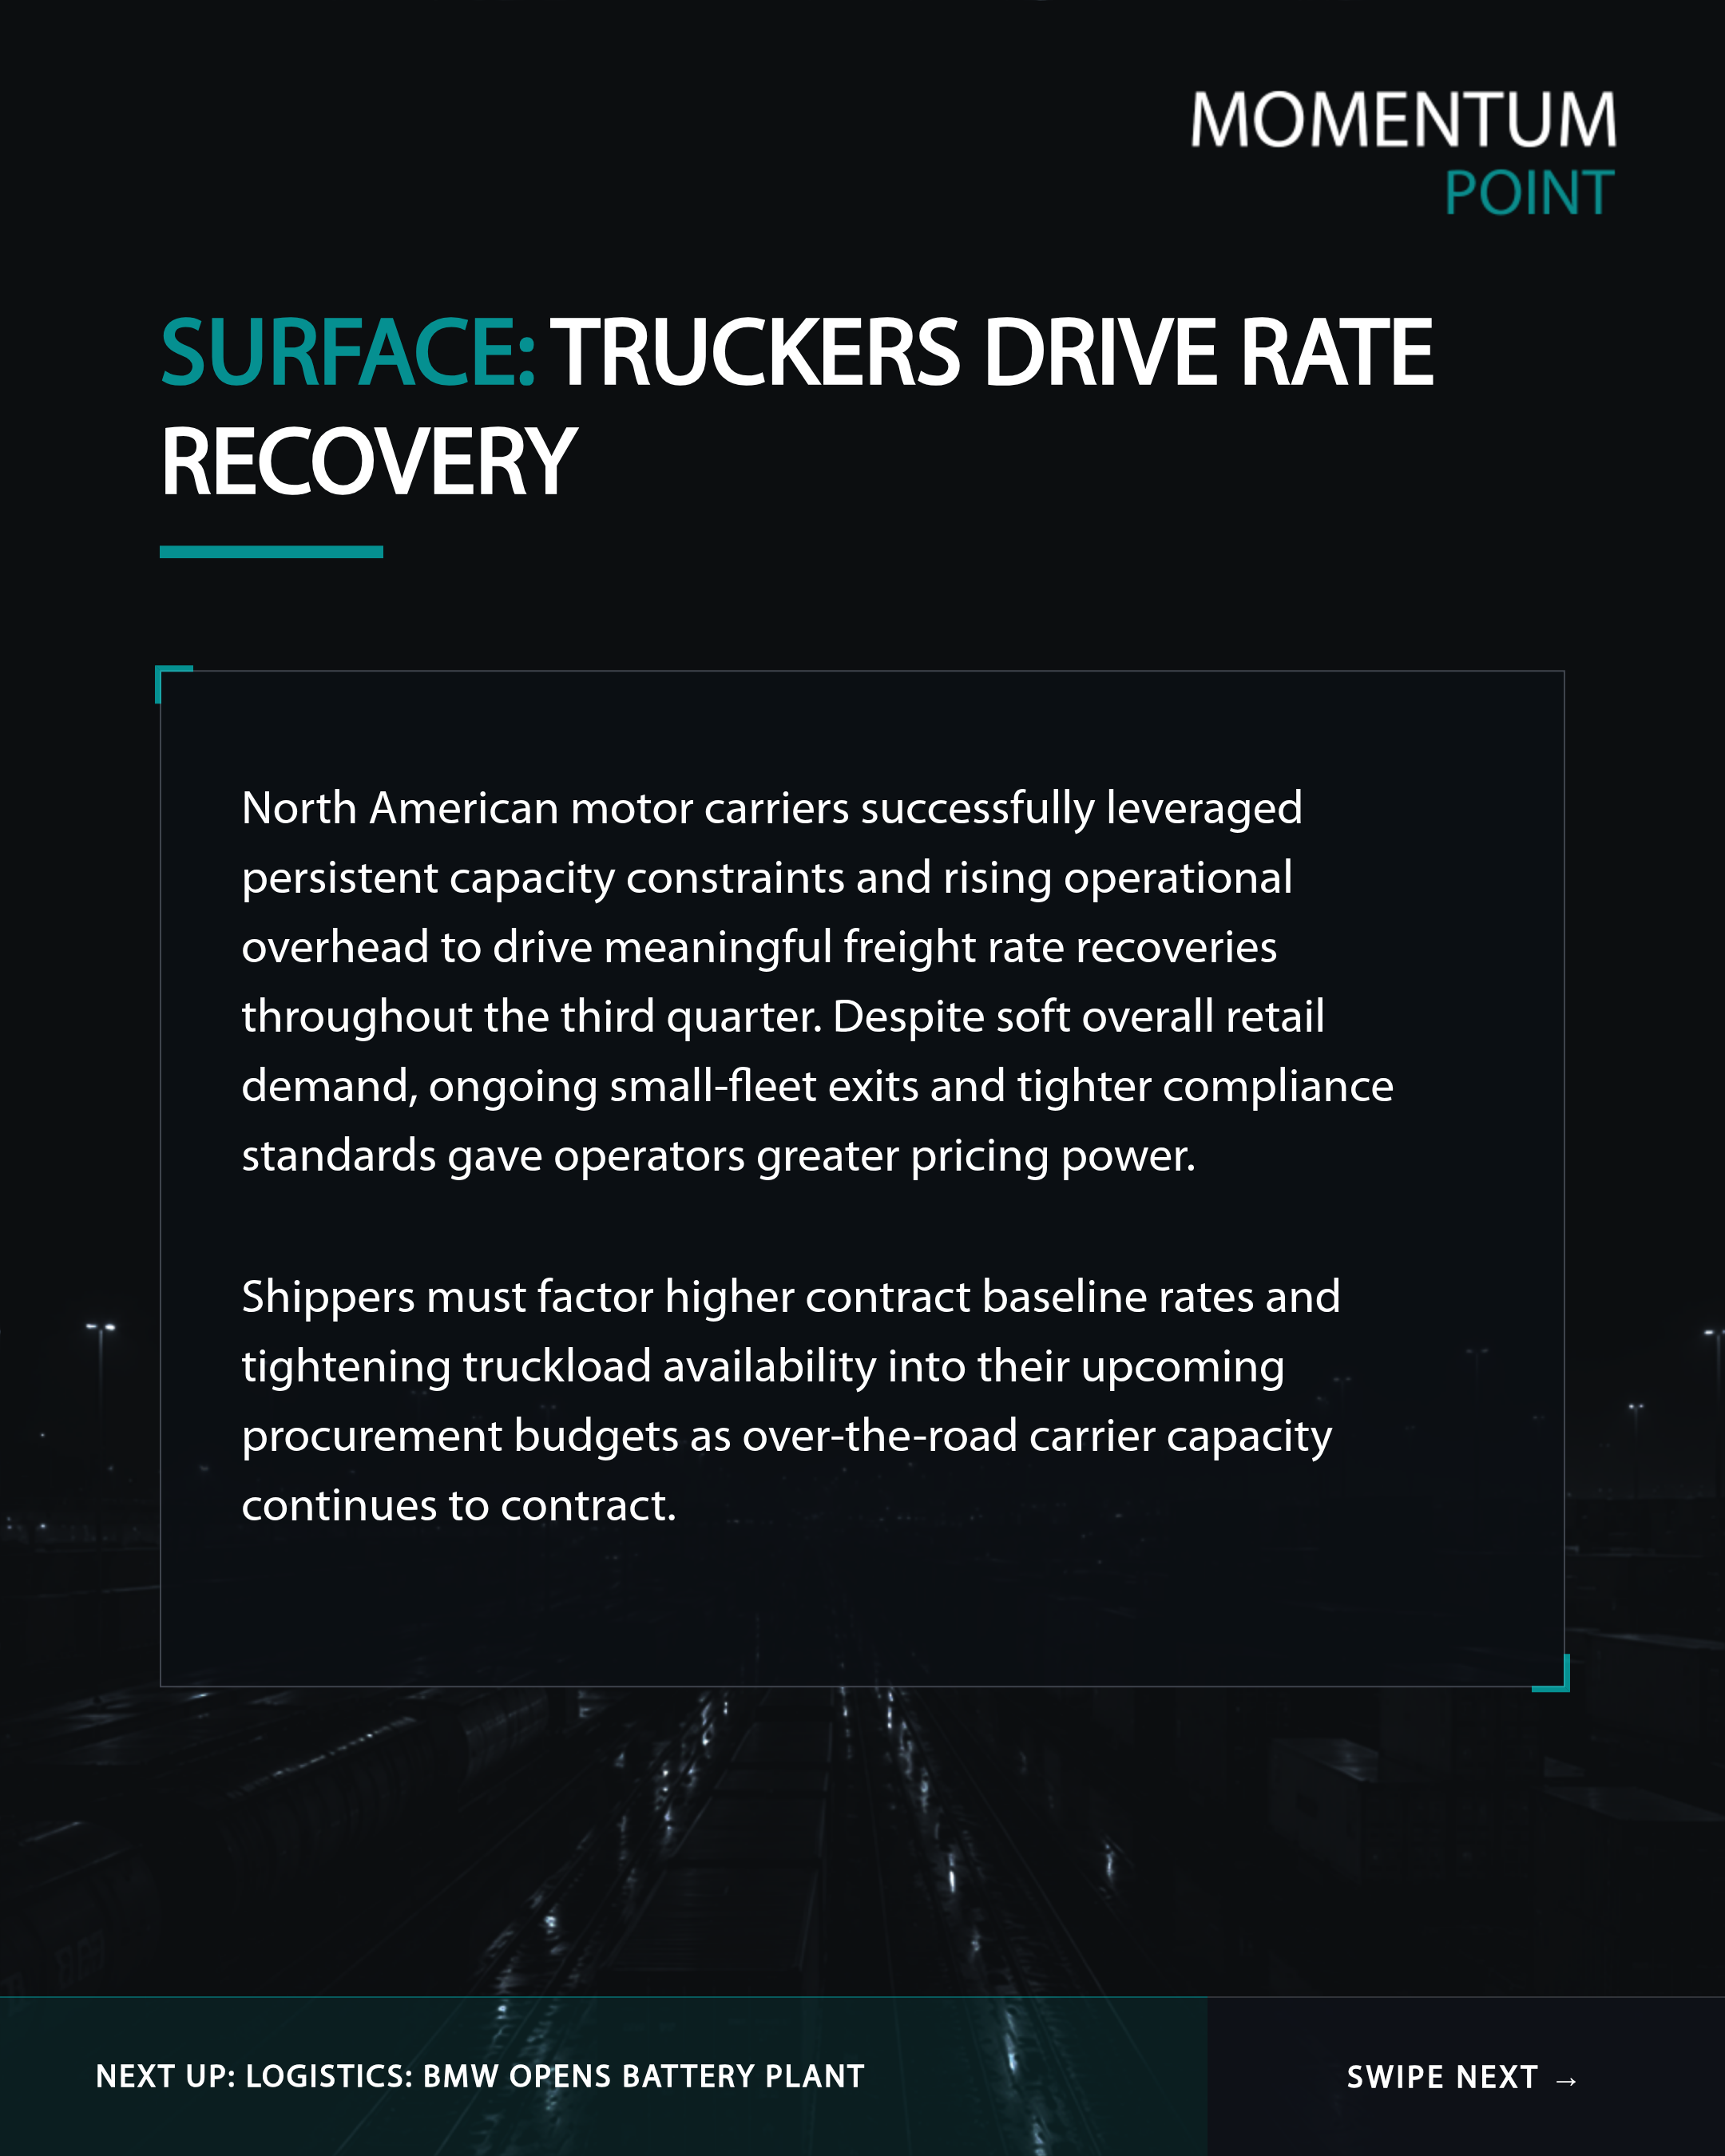 MOMENTUM
POINT
SURFACE: TRUCKERS DRIVE RATE
RECOVERY
North American motor carriers successfully leveraged
persistent capacity constraints and rising operational
overhead to drive meaningful freight rate recoveries
throughout the third quarter. Despite soft overall retail
demand, ongoing small-fleet exits and tighter compliance
standards gave operators greater pricing power.
Shippers must factor higher contract baseline rates and
tightening truckload availability into their upcoming
procurement budgets as over-the-road carrier capacity
continues to contract.
NEXT UP: LOGISTICS: BMW OPENS BATTERY PLANT
SWIPE NEXT →